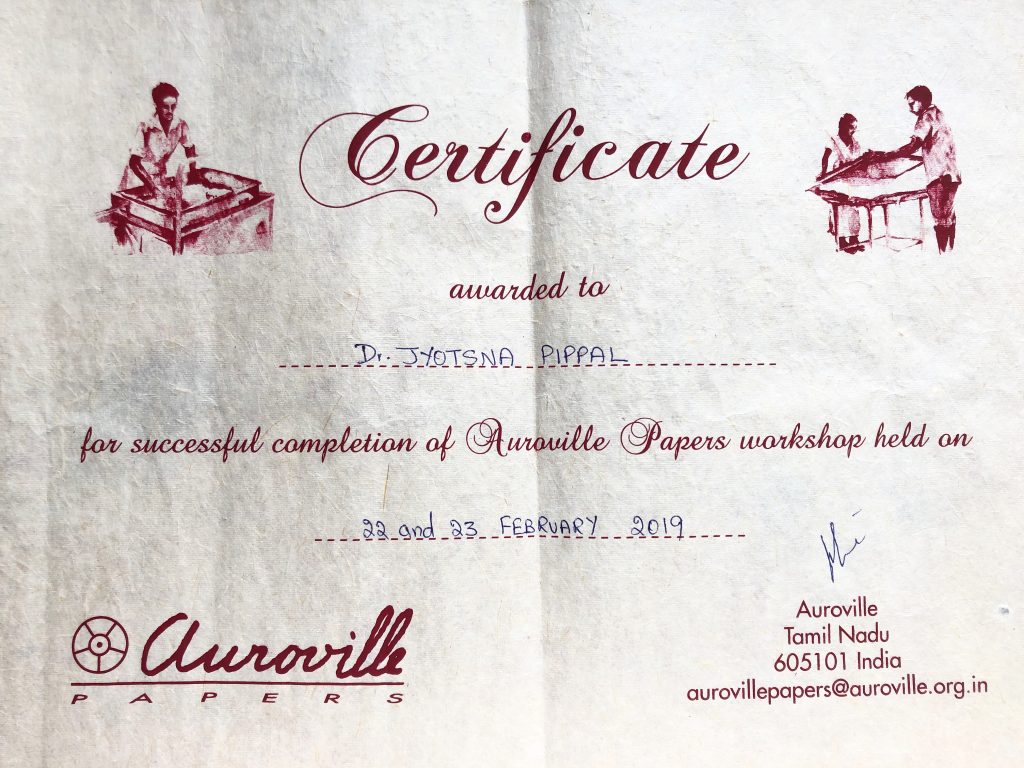 Certificate
awarded to
Dr. JYOTSNA PIPPAL
for successful completion of Auroville Papers workshop held on
22 and 23 FEBRUARY 2019
Auroville
PAPERS
Auroville
Tamil Nadu
605101 India
aurovillepapers@auroville.org.in